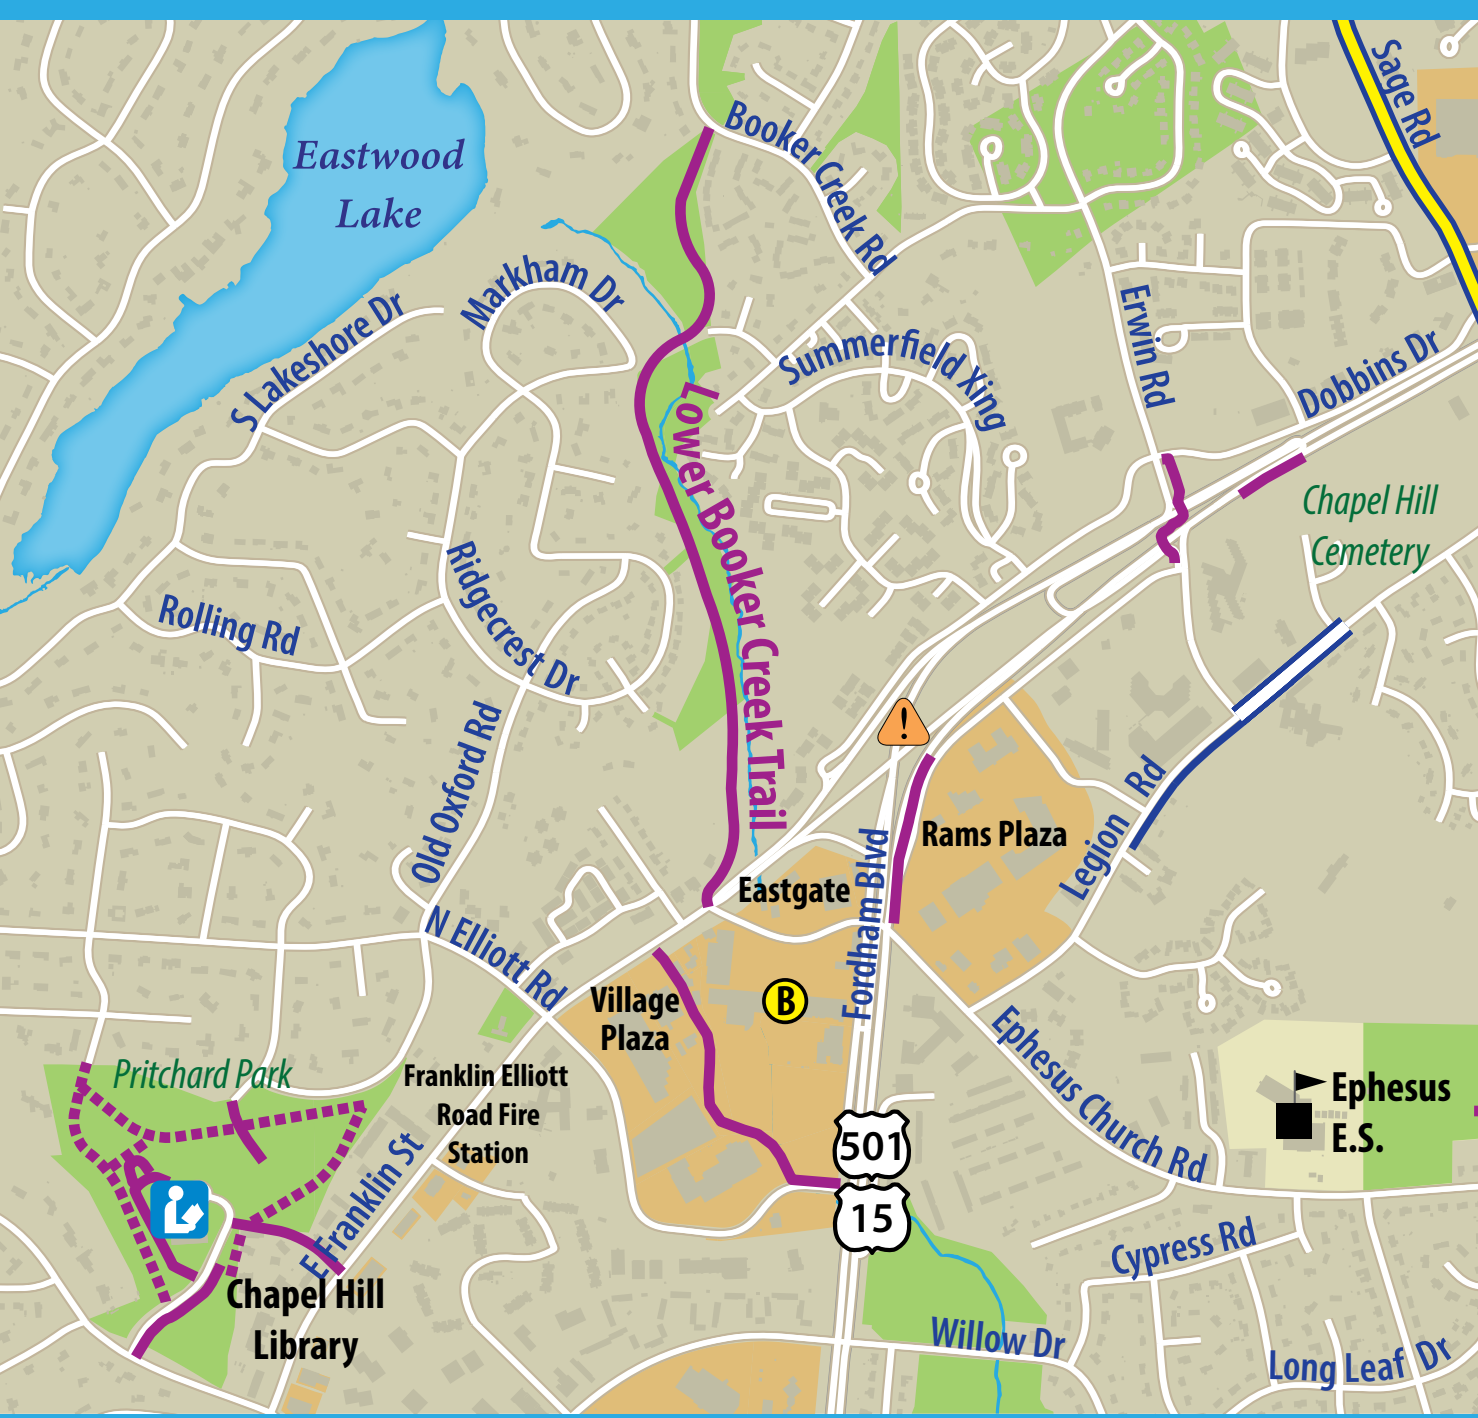 Sage Rd
Booker Creek Rd
Eastwood
Lake
Markham Dr
S Lakeshore Dr
Erwin Rd
Summerfield Xing
Dobbins Dr
Lower Booker Creek Trail
Chapel Hill
Cemetery
Ridgecrest Dr
Rolling Rd
!
Old Oxford Rd
Legion Rd
Rams Plaza
Eastgate
Fordham Blvd
N Elliott Rd
Village
Plaza
B
Ephesus Church Rd
Pritchard Park
Franklin Elliott
Road Fire
Station
Ephesus
E.S.
501
15
E Franklin St
Cypress Rd
Chapel Hill
Library
Willow Dr
Long Leaf Dr